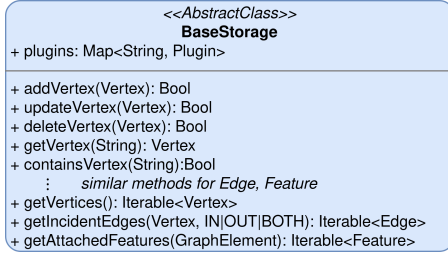 <<AbstractClass>>
BaseStorage
+ plugins: Map<String, Plugin>
+ addVertex(Vertex): Bool
+ updateVertex(Vertex): Bool
+ deleteVertex(Vertex): Bool
+ getVertex(String): Vertex
+ containsVertex(String):Bool
⋮ similar methods for Edge, Feature
+ getVertices(): Iterable<Vertex>
+ getIncidentEdges(Vertex, IN|OUT|BOTH): Iterable<Edge>
+ getAttachedFeatures(GraphElement): Iterable<Feature>